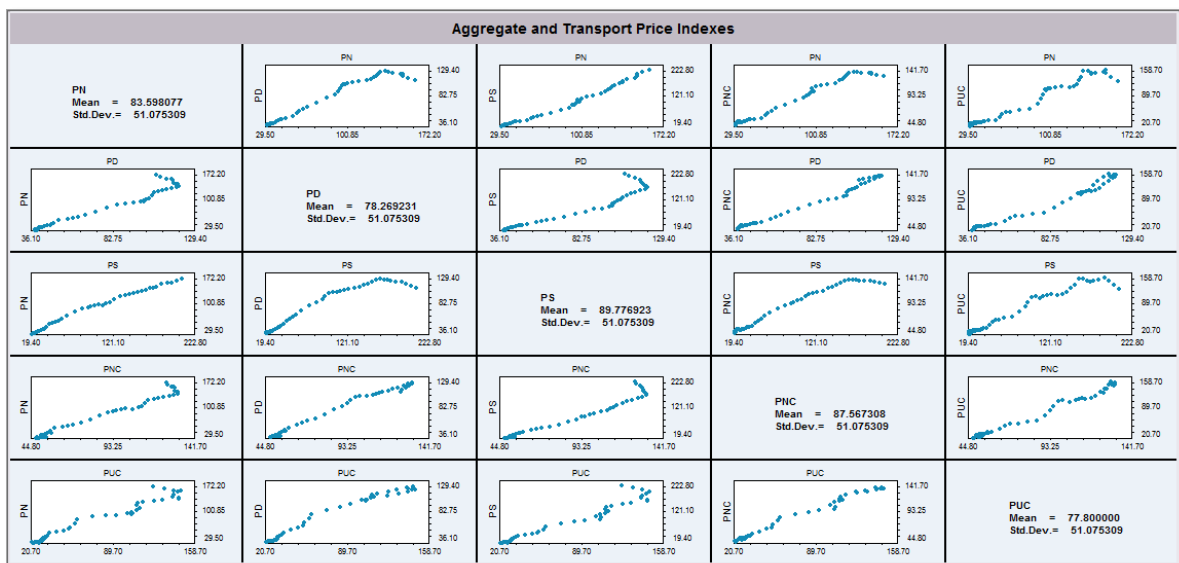 Aggregate and Transport Price Indexes
PN
Mean = 83.598077
Std.Dev.= 51.075309
PN
PD
129.40
82.75
36.10
29.50 100.85 172.20
PN
PS
222.80
121.10
19.40
29.50 100.85 172.20
PN
PNC
141.70
93.25
44.80
29.50 100.85 172.20
PN
PUC
158.70
89.70
20.70
29.50 100.85 172.20
PD
PN
172.20
100.85
29.50
36.10 82.75 129.40
PD
Mean = 78.269231
Std.Dev.= 51.075309
PD
PS
222.80
121.10
19.40
36.10 82.75 129.40
PD
PNC
141.70
93.25
44.80
36.10 82.75 129.40
PD
PUC
158.70
89.70
20.70
36.10 82.75 129.40
PS
PN
172.20
100.85
29.50
19.40 121.10 222.80
PS
PD
129.40
82.75
36.10
19.40 121.10 222.80
PS
Mean = 89.776923
Std.Dev.= 51.075309
PS
PNC
141.70
93.25
44.80
19.40 121.10 222.80
PS
PUC
158.70
89.70
20.70
19.40 121.10 222.80
PNC
PN
172.20
100.85
29.50
44.80 93.25 141.70
PNC
PD
129.40
82.75
36.10
44.80 93.25 141.70
PNC
PS
222.80
121.10
19.40
44.80 93.25 141.70
PNC
Mean = 87.567308
Std.Dev.= 51.075309
PNC
PUC
158.70
89.70
20.70
44.80 93.25 141.70
PUC
PN
172.20
100.85
29.50
20.70 89.70 158.70
PUC
PD
129.40
82.75
36.10
20.70 89.70 158.70
PUC
PS
222.80
121.10
19.40
20.70 89.70 158.70
PUC
PNC
141.70
93.25
44.80
20.70 89.70 158.70
PUC
Mean = 77.800000
Std.Dev.= 51.075309